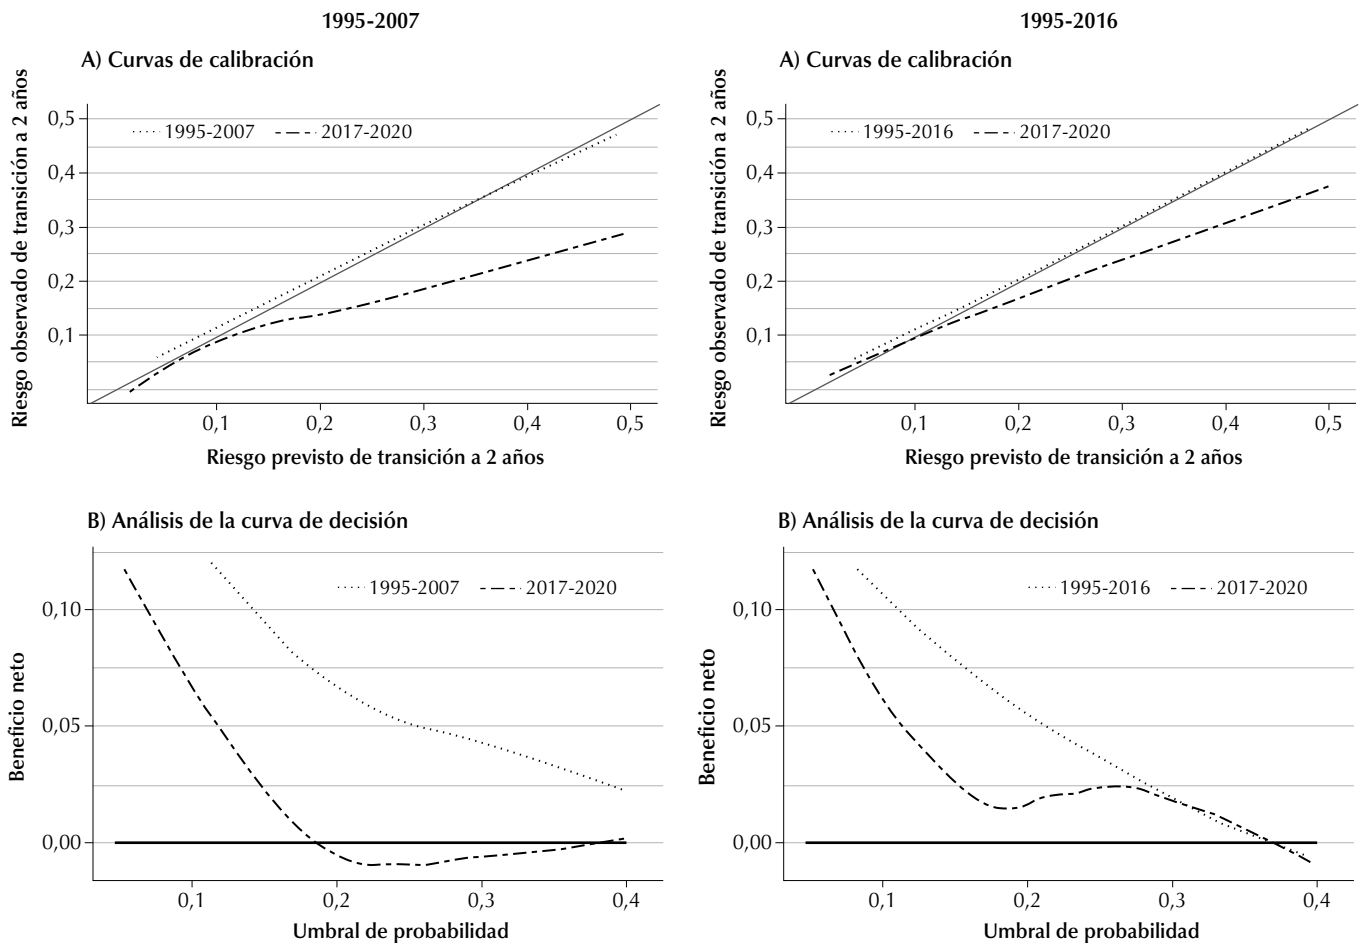 1995-2007
A) Curvas de calibración
Riesgo observado de transición a 2 años
0,5
0,4
0,3
0,2
0,1
1995-2007 2017-2020
0,1 0,2 0,3 0,4 0,5
Riesgo previsto de transición a 2 años
B) Análisis de la curva de decisión
Beneficio neto
0,10
0,05
0,00
1995-2007 2017-2020
0,1 0,2 0,3 0,4
Umbral de probabilidad
1995-2016
A) Curvas de calibración
Riesgo observado de transición a 2 años
0,5
0,4
0,3
0,2
0,1
1995-2016 2017-2020
0,1 0,2 0,3 0,4 0,5
Riesgo previsto de transición a 2 años
B) Análisis de la curva de decisión
Beneficio neto
0,10
0,05
0,00
1995-2016 2017-2020
0,1 0,2 0,3 0,4
Umbral de probabilidad